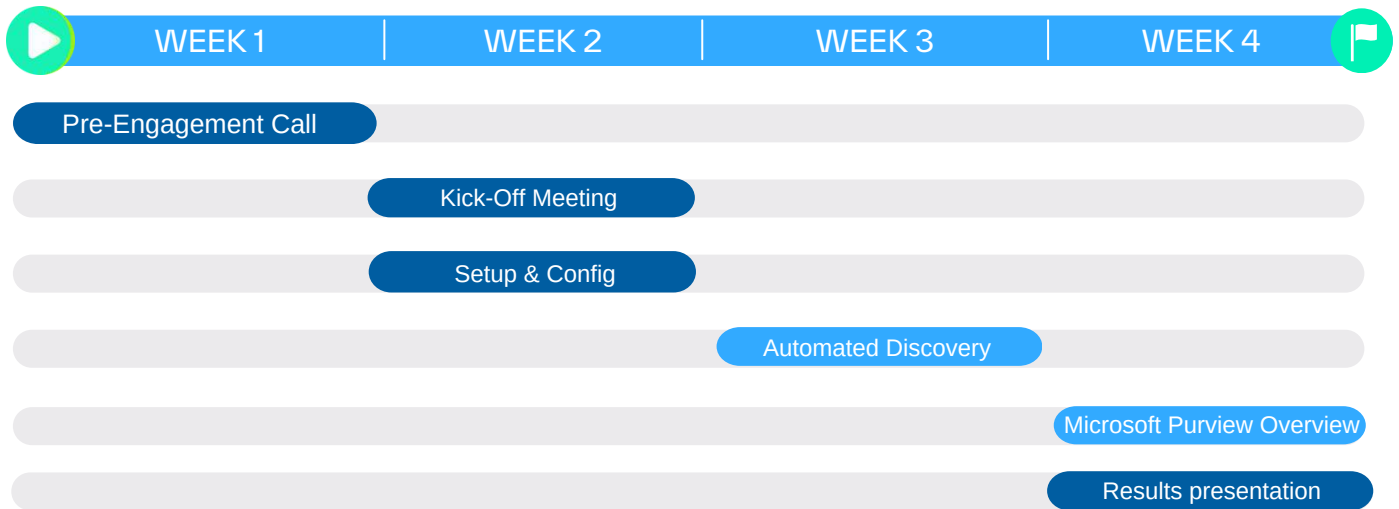 WEEK 1
WEEK 2
WEEK 3
WEEK 4
Pre-Engagement Call
Kick-Off Meeting
Setup & Config
Automated Discovery
Microsoft Purview Overview
Results presentation